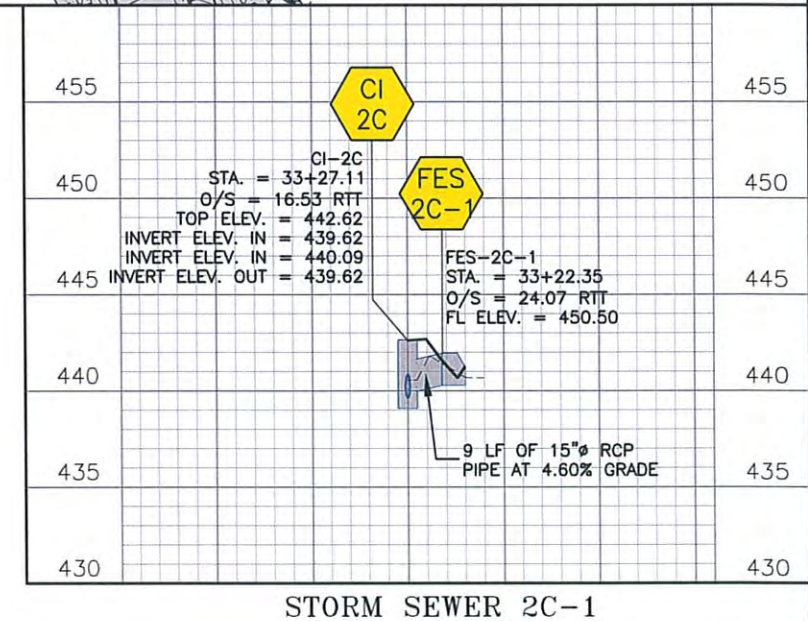 455
450
445
440
435
430
CI
2C
CI-2C
STA. = 33+27.11
O/S = 16.53 RTT
TOP ELEV. = 442.62
INVERT ELEV. IN = 439.62
INVERT ELEV. IN = 440.09
INVERT ELEV. OUT = 439.62
FES
2C-1
FES-2C-1
STA. = 33+22.35
O/S = 24.07 RTT
FL ELEV. = 450.50
9 LF OF 15"ø RCP
PIPE AT 4.60% GRADE
455
450
445
440
435
430
STORM SEWER 2C-1